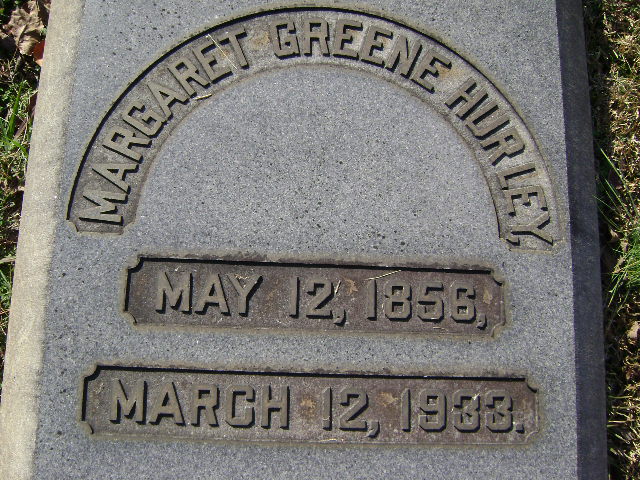 MARGARET GREENE HURLEY
MAY 12, 1856,
MARCH 12, 1933.